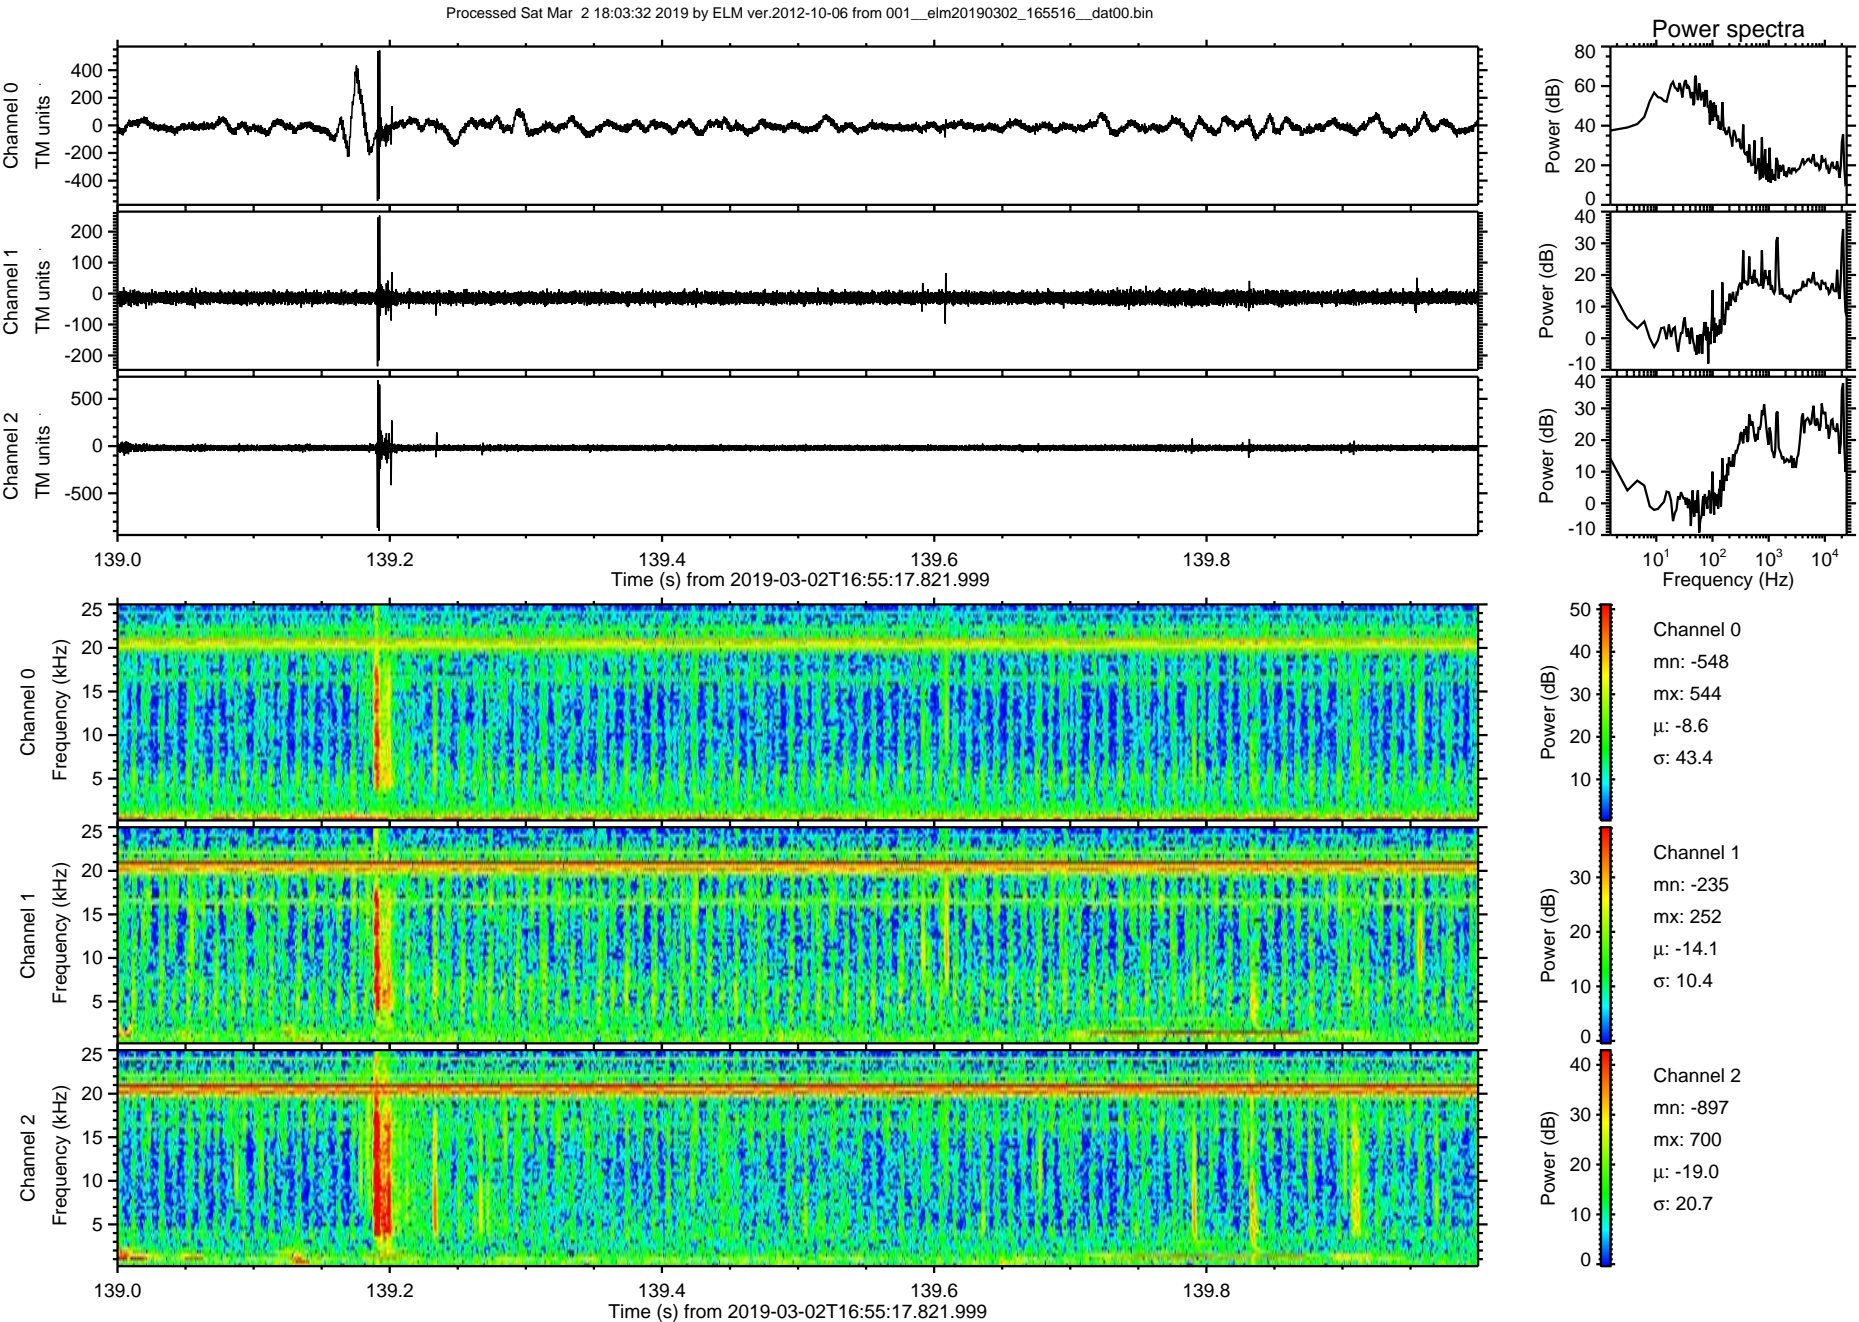 Processed Sat Mar  2 18:03:32 2019 by ELM ver.2012-10-06 from 001__elm20190302_165516__dat00.bin
Power spectra
Channel 0
TM units
400
200
0
-200
-400
Power (dB)
80
60
40
20
0
Channel 1
TM units
200
100
0
-100
-200
Power (dB)
40
30
20
10
0
-10
Channel 2
TM units
500
0
-500
Power (dB)
40
30
20
10
0
-10
139.0 139.2 139.4 139.6 139.8
Time (s) from 2019-03-02T16:55:17.821.999
10^1 10^2 10^3 10^4
Frequency (Hz)
Channel 0
Frequency (kHz)
25
20
15
10
5
Power (dB)
50
40
30
20
10
Channel 0
mn: -548
mx: 544
μ: -8.6
σ: 43.4
Channel 1
Frequency (kHz)
25
20
15
10
5
Power (dB)
30
20
10
0
Channel 1
mn: -235
mx: 252
μ: -14.1
σ: 10.4
Channel 2
Frequency (kHz)
25
20
15
10
5
Power (dB)
40
30
20
10
0
Channel 2
mn: -897
mx: 700
μ: -19.0
σ: 20.7
139.0 139.2 139.4 139.6 139.8
Time (s) from 2019-03-02T16:55:17.821.999